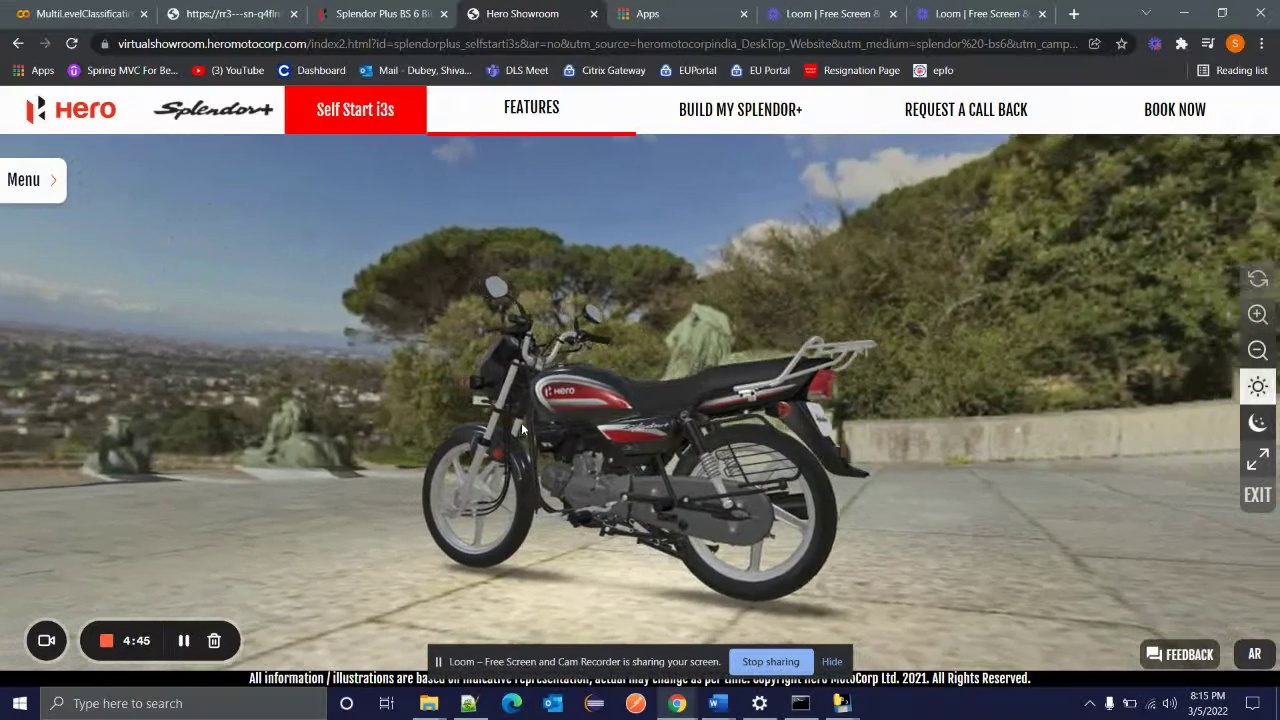 MultiLevelClassificati
https://rr3---sn-q4fln
Splendor Plus BS 6 Bi
Hero Showroom
Apps
Loom | Free Screen &
Loom | Free Screen &
virtualshowroom.heromotocorp.com/index2.html?id=splendorplus_selfstarti3s&ar=no&utm_source=heromotocorpindia_DeskTop_Website&utm_medium=splendor%20-bs6&utm_camp...
Apps
Spring MVC For Be...
(3) YouTube
Dashboard
Mail - Dubey, Shiva...
DLS Meet
Citrix Gateway
EUPortal
EU Portal
Resignation Page
epfo
Reading list
Hero
Splendor+
Self Start i3s
FEATURES
BUILD MY SPLENDOR+
REQUEST A CALL BACK
BOOK NOW
Menu
Hero
Splendor+
EXIT
4:45
Loom – Free Screen and Cam Recorder is sharing your screen.
Stop sharing
Hide
FEEDBACK
AR
All information / illustrations are based on indicative representation, actual may change as per time. Copyright Hero MotoCorp Ltd. 2021. All Rights Reserved.
Type here to search
8:15 PM
3/5/2022